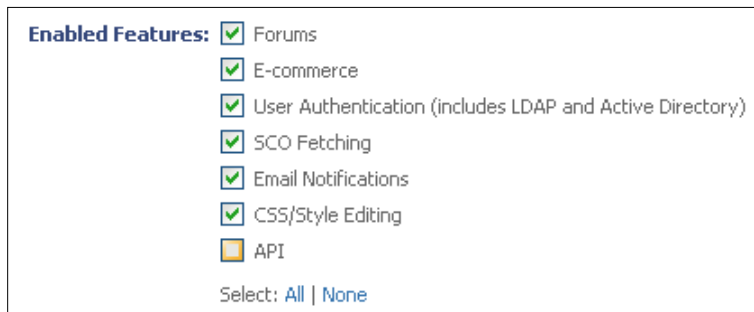 Enabled Features: Forums
E-commerce
User Authentication (includes LDAP and Active Directory)
SCO Fetching
Email Notifications
CSS/Style Editing
API
Select: All | None